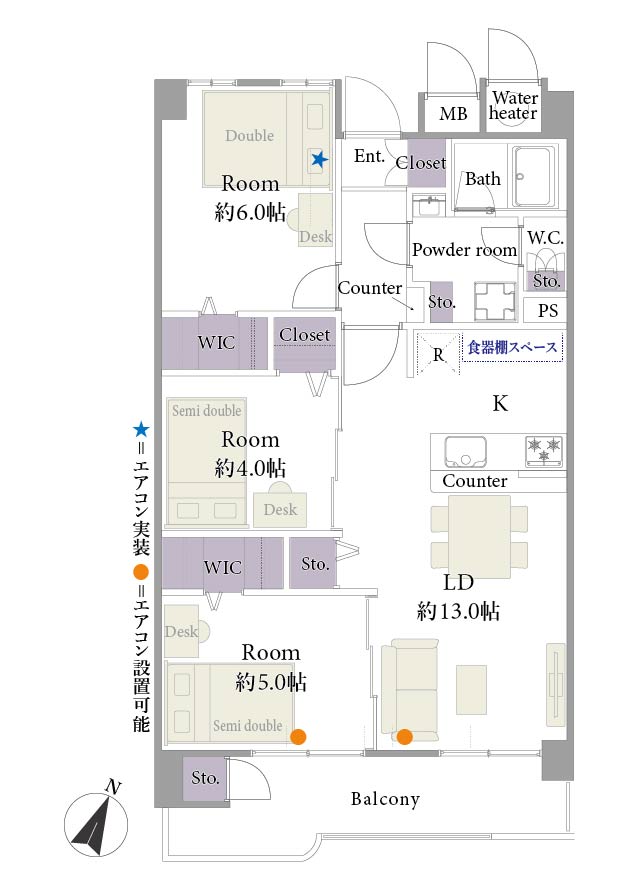 MB
Water
heater
Double
Ent.
Closet
Bath
Room
約6.0帖
Desk
W.C.
Powder room
Sto.
Counter
Sto.
PS
WIC
Closet
R
食器棚スペース
K
Semi double
Room
約4.0帖
Desk
Counter
★=エアコン実装 ●=エアコン設置可能
WIC
Sto.
LD
約13.0帖
Desk
Room
約5.0帖
Semi double
Sto.
Balcony
N